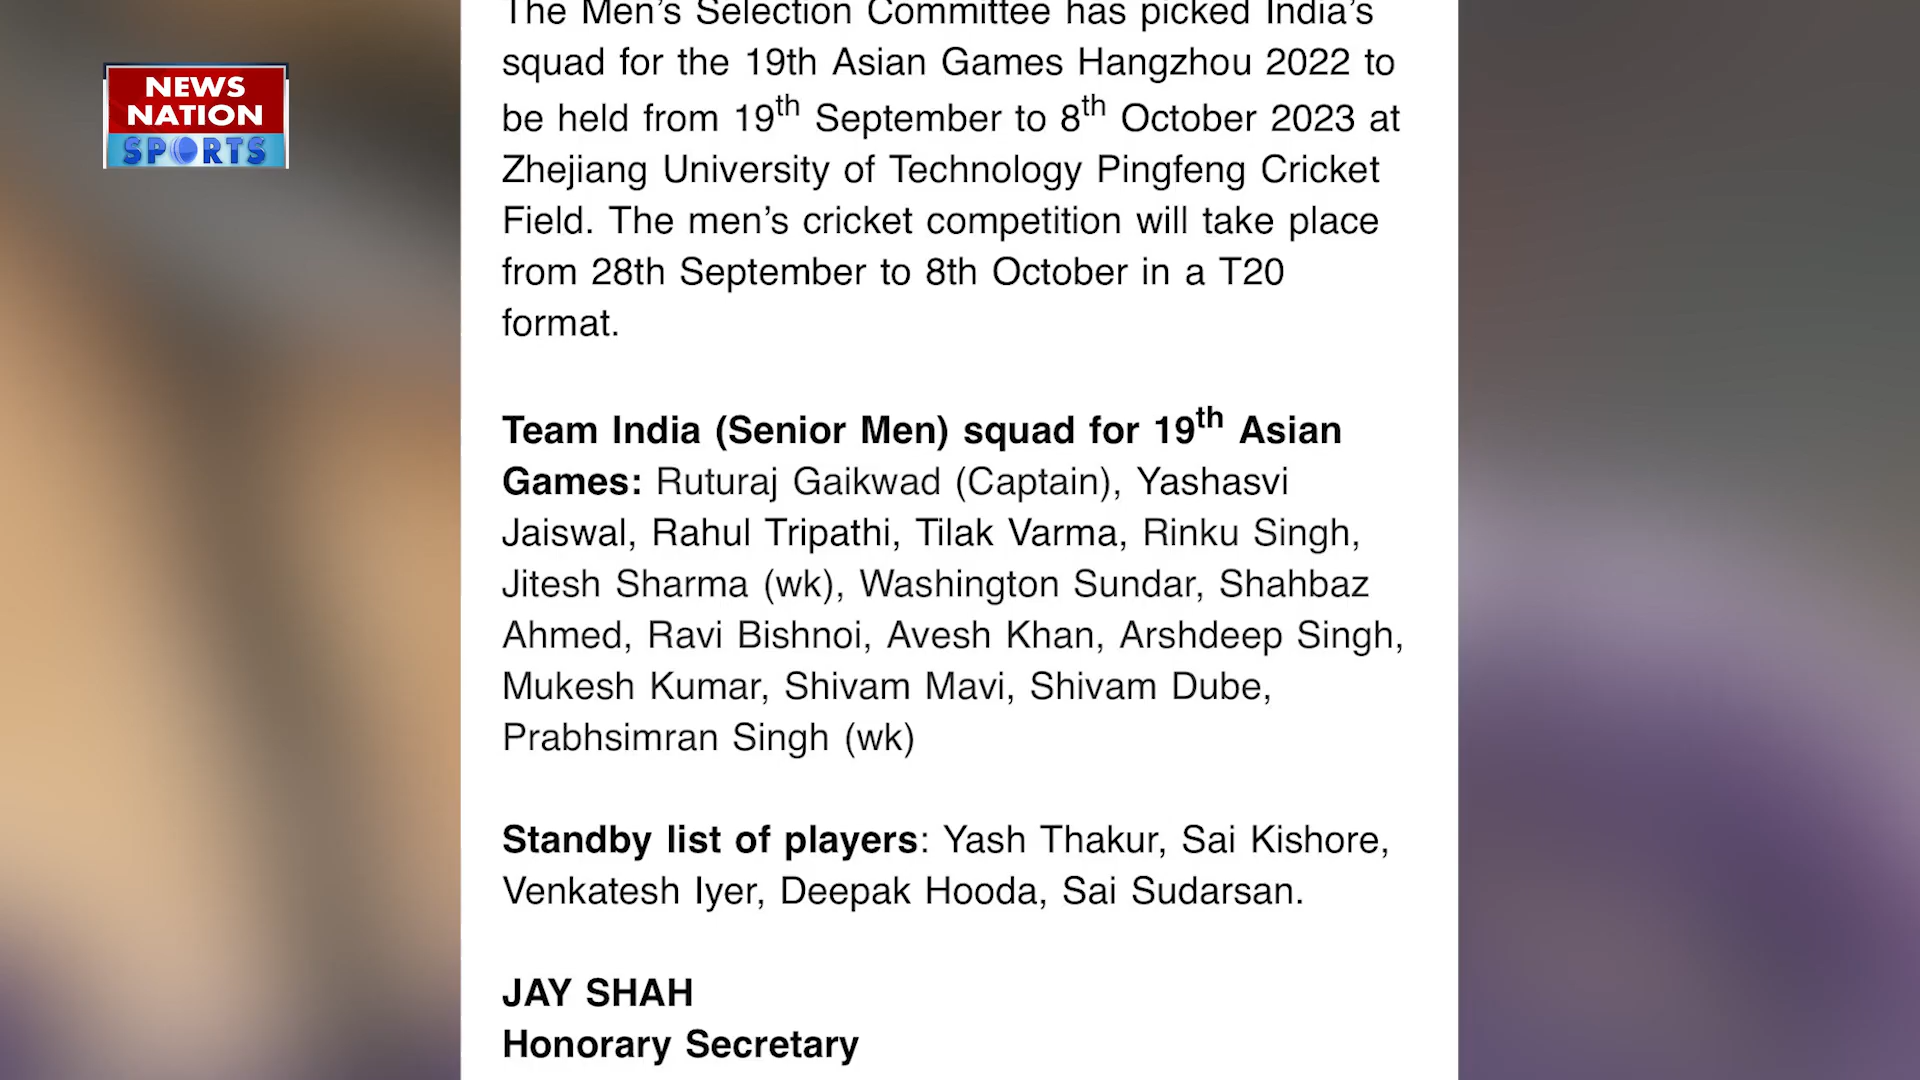 NEWS
NATION
SPORTS
The Men’s Selection Committee has picked India’s
squad for the 19th Asian Games Hangzhou 2022 to
be held from 19th September to 8th October 2023 at
Zhejiang University of Technology Pingfeng Cricket
Field. The men’s cricket competition will take place
from 28th September to 8th October in a T20
format.
Team India (Senior Men) squad for 19th Asian
Games: Ruturaj Gaikwad (Captain), Yashasvi
Jaiswal, Rahul Tripathi, Tilak Varma, Rinku Singh,
Jitesh Sharma (wk), Washington Sundar, Shahbaz
Ahmed, Ravi Bishnoi, Avesh Khan, Arshdeep Singh,
Mukesh Kumar, Shivam Mavi, Shivam Dube,
Prabhsimran Singh (wk)
Standby list of players: Yash Thakur, Sai Kishore,
Venkatesh Iyer, Deepak Hooda, Sai Sudarsan.
JAY SHAH
Honorary Secretary